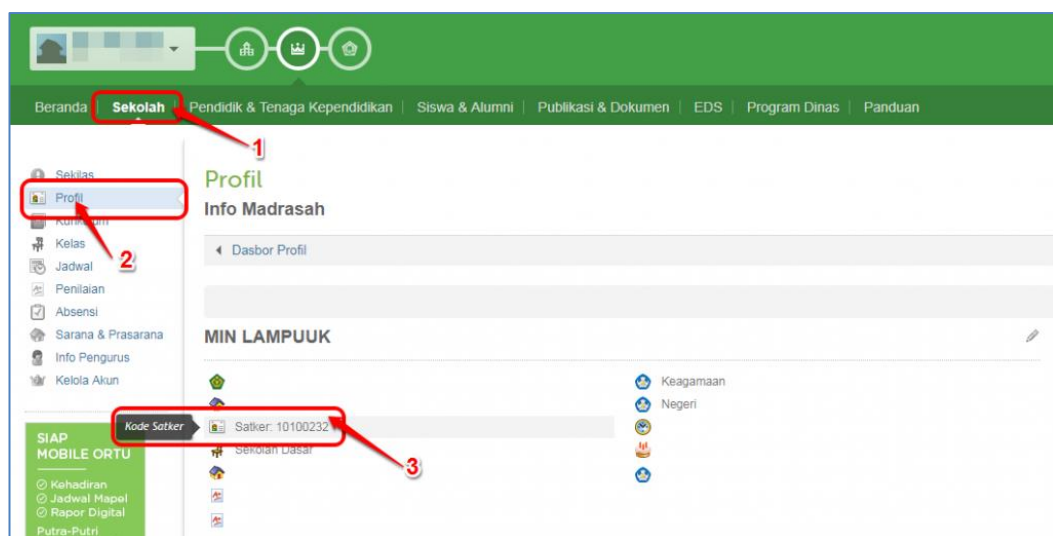 Beranda | Sekolah | Pendidik & Tenaga Kependidikan | Siswa & Alumni | Publikasi & Dokumen | EDS | Program Dinas | Panduan
1
Sekilas
Profil
Kurikulum
Kelas
Jadwal
Penilaian
Absensi
Sarana & Prasarana
Info Pengurus
Kelola Akun
2
Profil
Info Madrasah
Dasbor Profil
MIN LAMPUUK
Keagamaan
Negeri
Kode Satker
Satker: 10100232
Sekolah Dasar
3
SIAP
MOBILE ORTU
Kehadiran
Jadwal Mapel
Rapor Digital
Putra-Putri